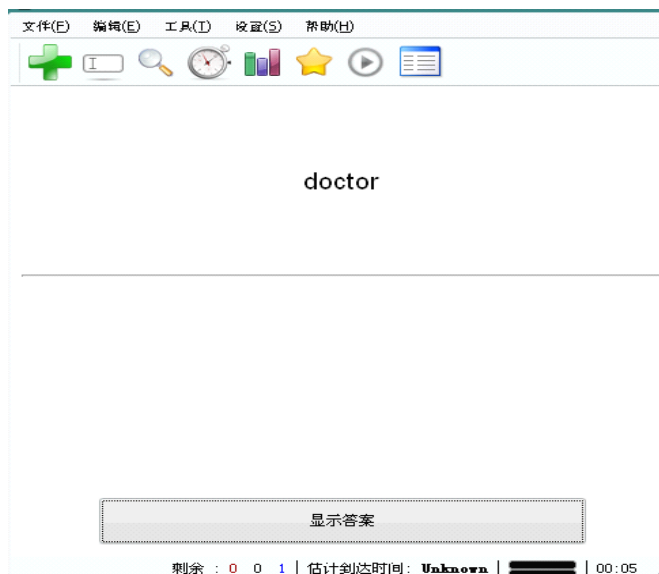 文件(F) 编辑(E) 工具(T) 设置(S) 帮助(H)
doctor
显示答案
剩余 : 0 0 1 | 估计到达时间: Unknown | 00:05